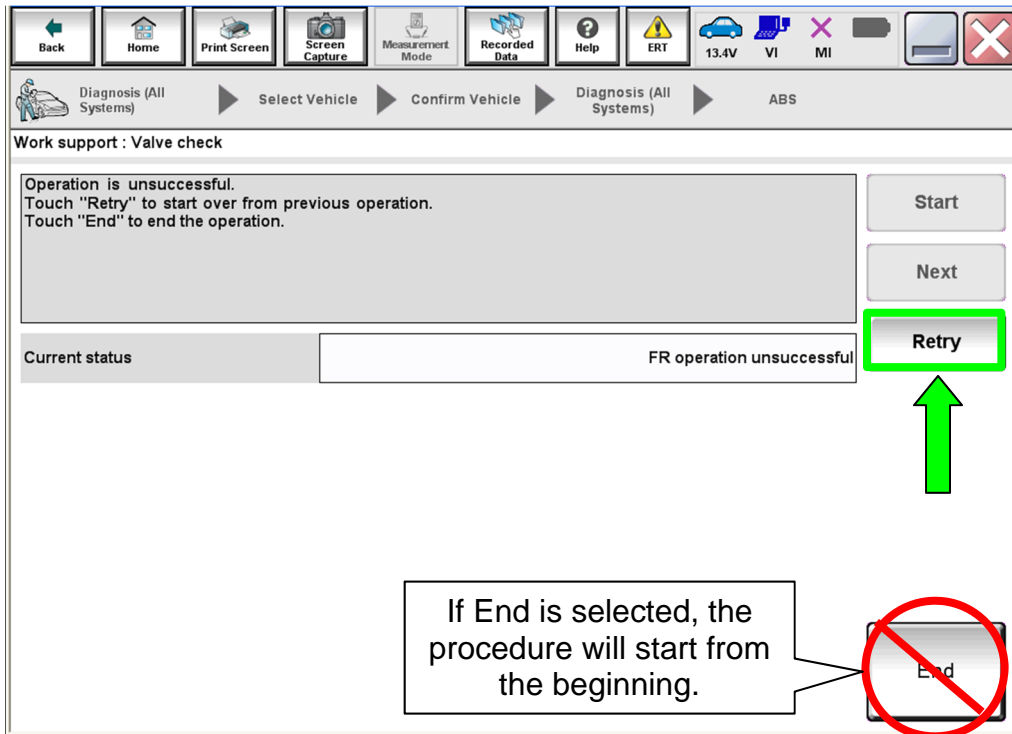 Back
Home
Print Screen
Screen
Capture
Measurement
Mode
Recorded
Data
Help
ERT
13.4V
VI
MI
Diagnosis (All
Systems)
Select Vehicle
Confirm Vehicle
Diagnosis (All
Systems)
ABS
Work support : Valve check
Operation is unsuccessful.
Touch "Retry" to start over from previous operation.
Touch "End" to end the operation.
Start
Next
Retry
Current status
FR operation unsuccessful
If End is selected, the
procedure will start from
the beginning.
End